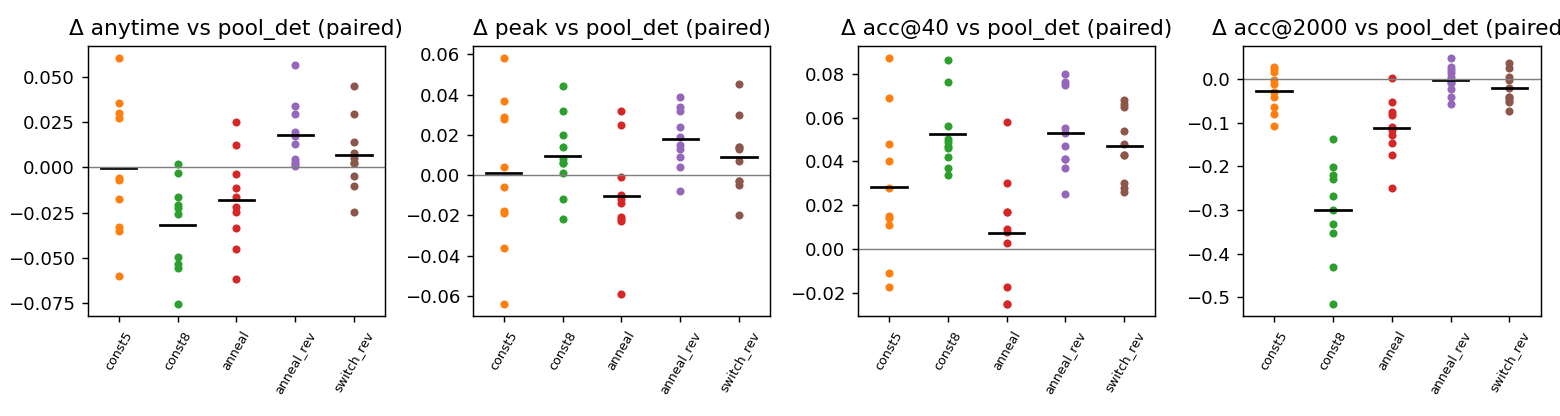 Δ anytime vs pool_det (paired)
0.050
0.025
0.000
−0.025
−0.050
−0.075
const5
const8
anneal
anneal_rev
switch_rev
Δ peak vs pool_det (paired)
0.06
0.04
0.02
0.00
−0.02
−0.04
−0.06
const5
const8
anneal
anneal_rev
switch_rev
Δ acc@40 vs pool_det (paired)
0.08
0.06
0.04
0.02
0.00
−0.02
const5
const8
anneal
anneal_rev
switch_rev
Δ acc@2000 vs pool_det (paired
0.0
−0.1
−0.2
−0.3
−0.4
−0.5
const5
const8
anneal
anneal_rev
switch_rev